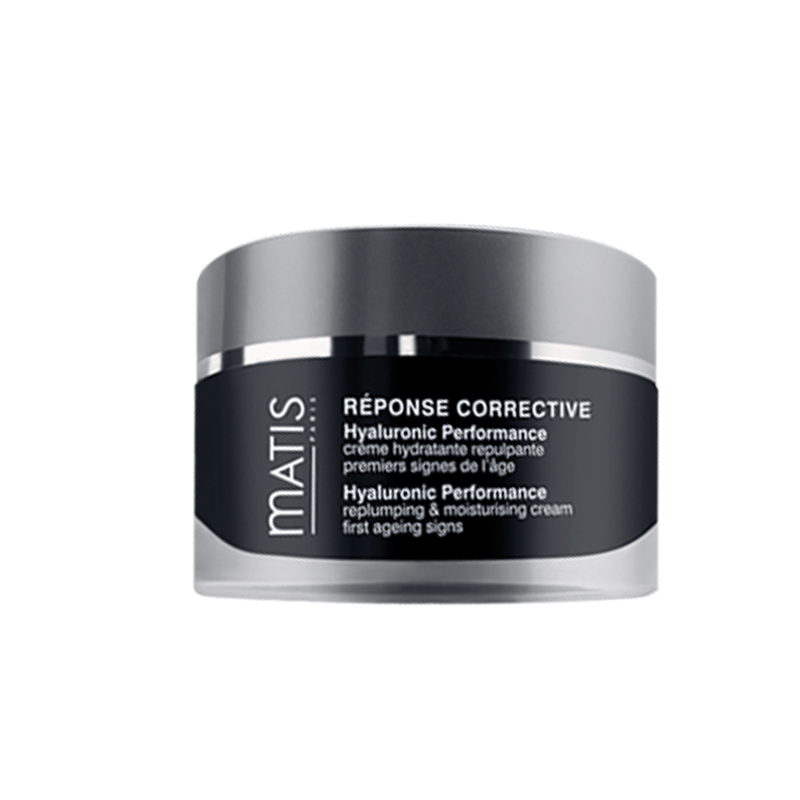 MATIS
PARIS
RÉPONSE CORRECTIVE
Hyaluronic Performance
crème hydratante repulpante
premiers signes de l'âge
Hyaluronic Performance
replumping & moisturising cream
first ageing signs